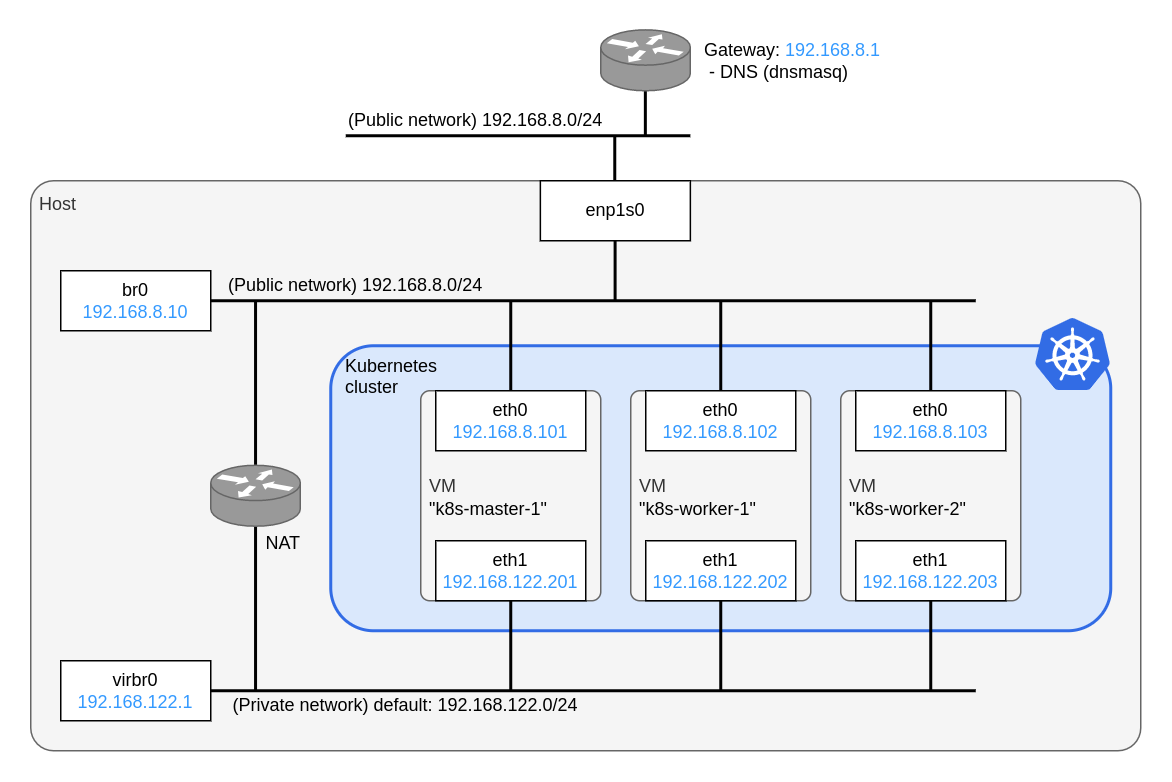 Gateway: 192.168.8.1
- DNS (dnsmasq)
(Public network) 192.168.8.0/24
Host
enp1s0
br0
192.168.8.10
(Public network) 192.168.8.0/24
Kubernetes
cluster
eth0
192.168.8.101
eth0
192.168.8.102
eth0
192.168.8.103
VM
"k8s-master-1"
VM
"k8s-worker-1"
VM
"k8s-worker-2"
NAT
eth1
192.168.122.201
eth1
192.168.122.202
eth1
192.168.122.203
virbr0
192.168.122.1
(Private network) default: 192.168.122.0/24